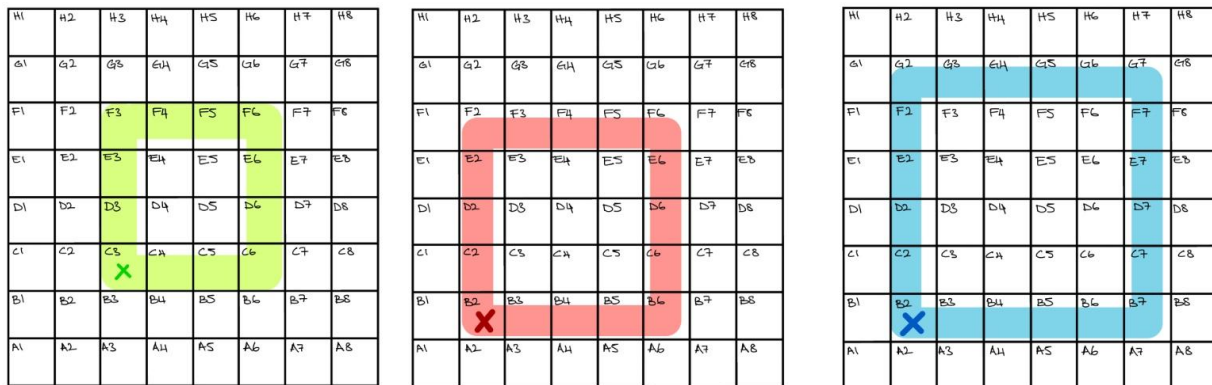 H1 H2 H3 H4 H5 H6 H7 H8
G1 G2 G3 G4 G5 G6 G7 G8
F1 F2 F3 F4 F5 F6 F7 F8
E1 E2 E3 E4 E5 E6 E7 E8
D1 D2 D3 D4 D5 D6 D7 D8
C1 C2 C3 C4 C5 C6 C7 C8
B1 B2 B3 B4 B5 B6 B7 B8
A1 A2 A3 A4 A5 A6 A7 A8
H1 H2 H3 H4 H5 H6 H7 H8
G1 G2 G3 G4 G5 G6 G7 G8
F1 F2 F3 F4 F5 F6 F7 F8
E1 E2 E3 E4 E5 E6 E7 E8
D1 D2 D3 D4 D5 D6 D7 D8
C1 C2 C3 C4 C5 C6 C7 C8
B1 B2 B3 B4 B5 B6 B7 B8
A1 A2 A3 A4 A5 A6 A7 A8
H1 H2 H3 H4 H5 H6 H7 H8
G1 G2 G3 G4 G5 G6 G7 G8
F1 F2 F3 F4 F5 F6 F7 F8
E1 E2 E3 E4 E5 E6 E7 E8
D1 D2 D3 D4 D5 D6 D7 D8
C1 C2 C3 C4 C5 C6 C7 C8
B1 B2 B3 B4 B5 B6 B7 B8
A1 A2 A3 A4 A5 A6 A7 A8